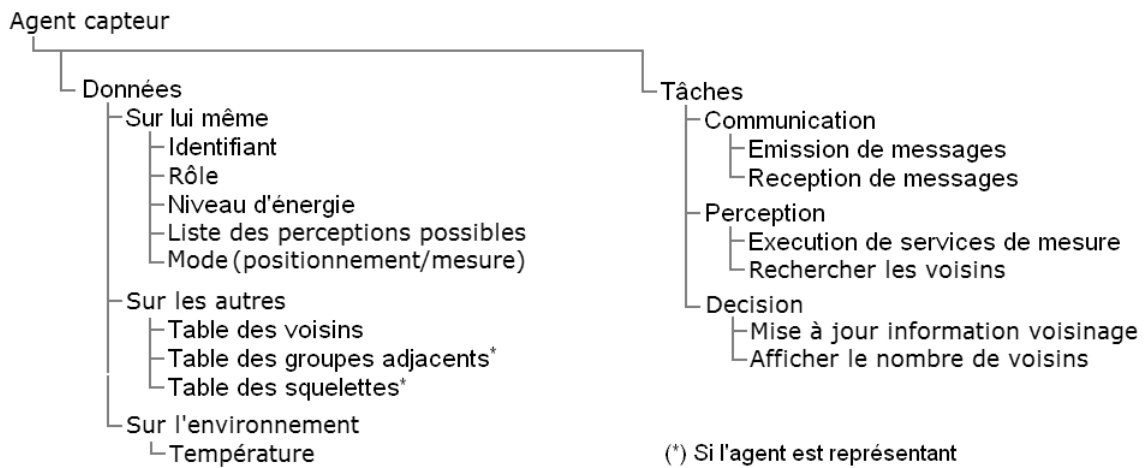 Agent capteur
Données
Sur lui même
Identifiant
Rôle
Niveau d'énergie
Liste des perceptions possibles
Mode (positionnement/mesure)
Sur les autres
Table des voisins
Table des groupes adjacents*
Table des squelettes*
Sur l'environnement
Température
Tâches
Communication
Emission de messages
Reception de messages
Perception
Execution de services de mesure
Rechercher les voisins
Decision
Mise à jour information voisinage
Afficher le nombre de voisins
(*) Si l'agent est représentant